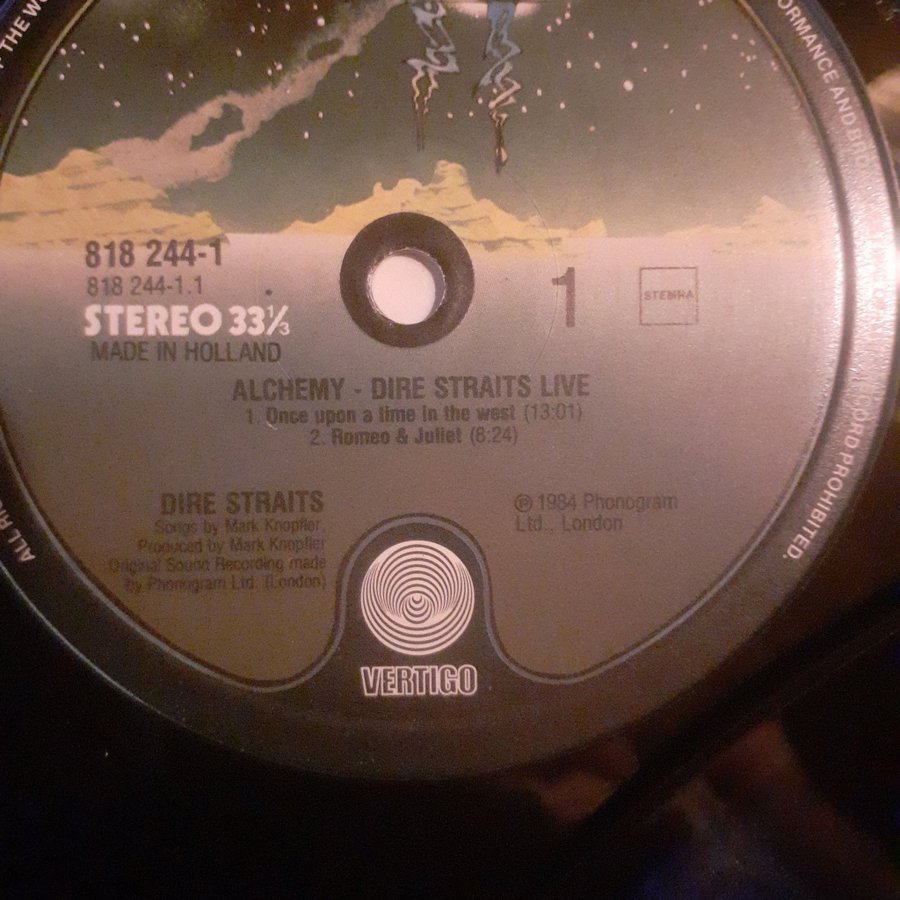 THE WO
ORMANCE AND BRO
818 244-1
818 244-1.1
STEREO 33⅓
MADE IN HOLLAND
1
STEMRA
ALCHEMY - DIRE STRAITS LIVE
1. Once upon a time in the west (13:01)
2. Romeo & Juliet (8:24)
DIRE STRAITS
Songs by Mark Knopfler,
Produced by Mark Knopfler
Original Sound Recording made
by Phonogram Ltd. (London)
℗ 1984 Phonogram
Ltd., London
ALL RIG
CORD PROHIBITED.
VERTIGO